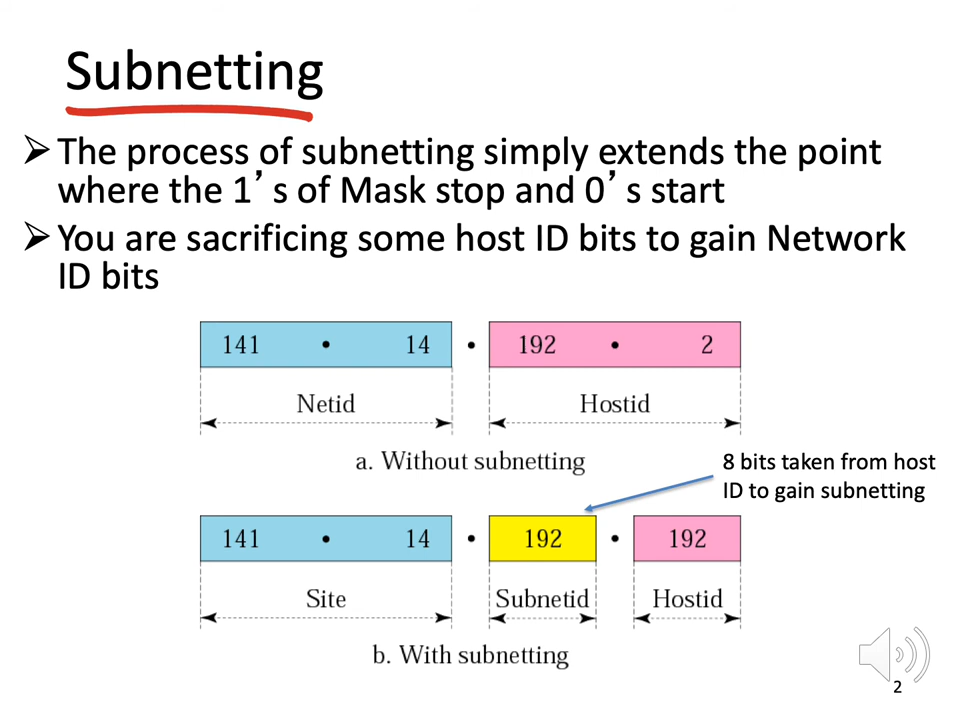 Subnetting
➢ The process of subnetting simply extends the point
where the 1’s of Mask stop and 0’s start
➢ You are sacrificing some host ID bits to gain Network
ID bits
141 • 14 • 192 • 2
Netid Hostid
a. Without subnetting
8 bits taken from host
ID to gain subnetting
141 • 14 • 192 • 192
Site Subnetid Hostid
b. With subnetting
2